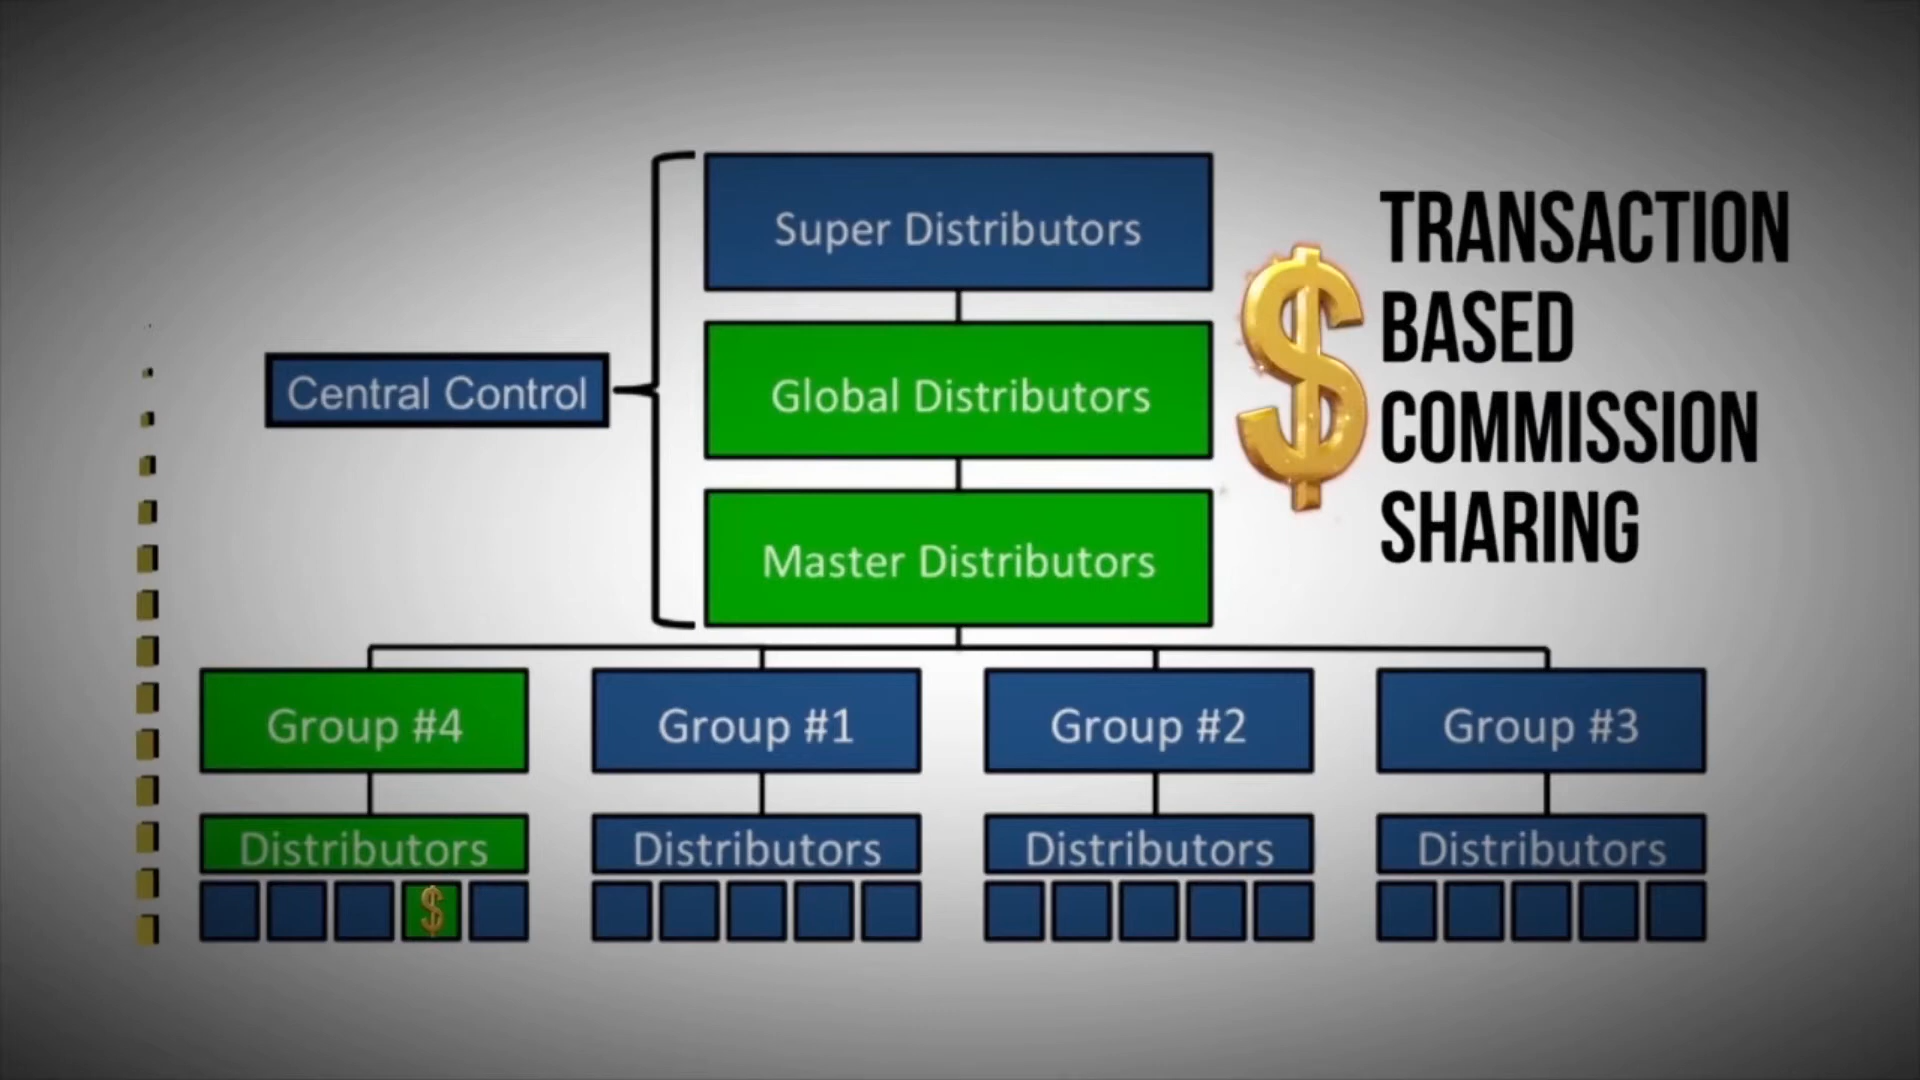 Super Distributors
Central Control
Global Distributors
Master Distributors
$
TRANSACTION
BASED
COMMISSION
SHARING
Group #4
Group #1
Group #2
Group #3
Distributors
Distributors
Distributors
Distributors
$